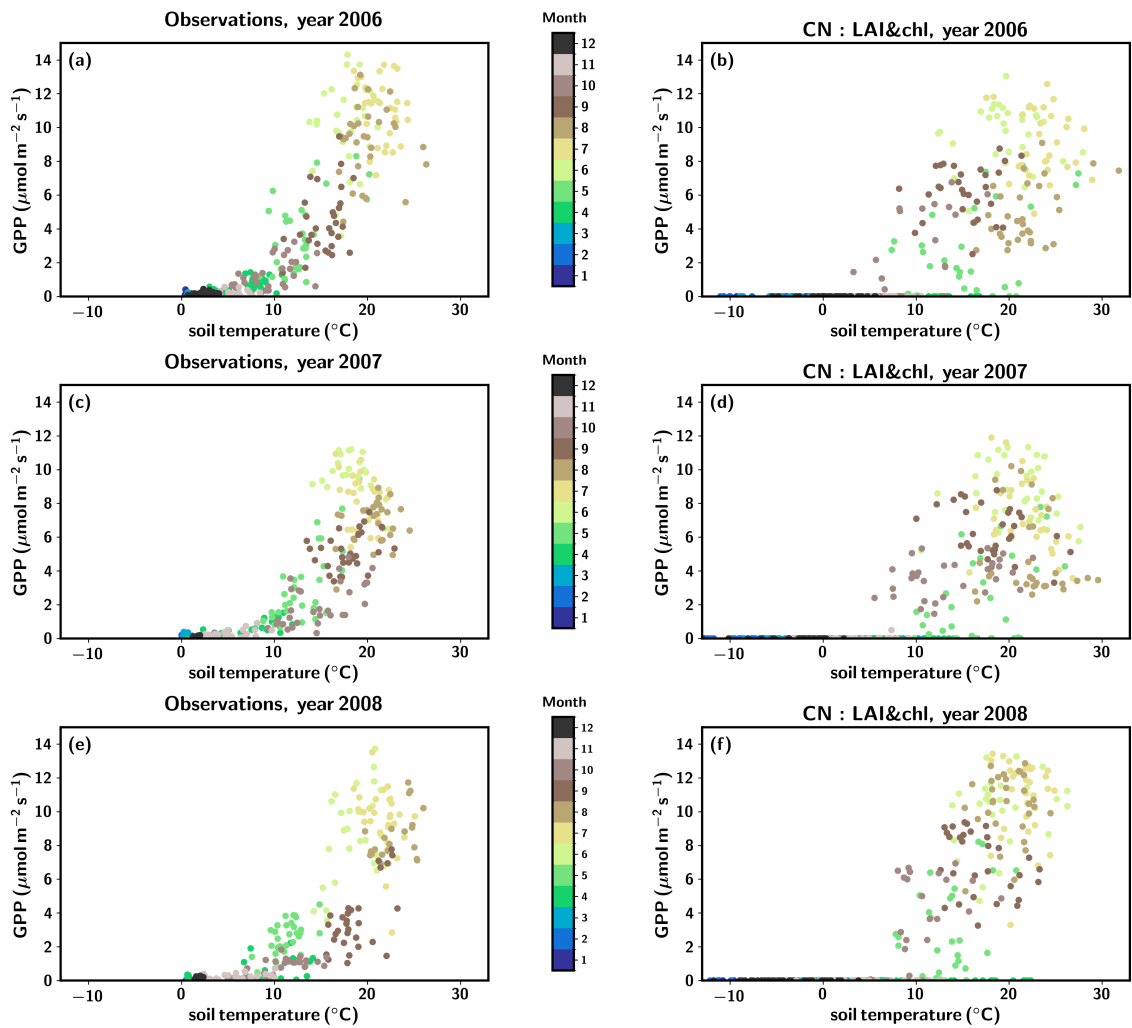 Observations, year 2006
Month
CN : LAI&chl, year 2006
(a)
(b)
14
12
10
8
6
4
2
0
GPP (μmol m−2 s−1)
−10 0 10 20 30
soil temperature (°C)
12
11
10
9
8
7
6
5
4
3
2
1
14
12
10
8
6
4
2
0
GPP (μmol m−2 s−1)
−10 0 10 20 30
soil temperature (°C)
Observations, year 2007
Month
CN : LAI&chl, year 2007
(c)
(d)
14
12
10
8
6
4
2
0
GPP (μmol m−2 s−1)
−10 0 10 20 30
soil temperature (°C)
12
11
10
9
8
7
6
5
4
3
2
1
14
12
10
8
6
4
2
0
GPP (μmol m−2 s−1)
−10 0 10 20 30
soil temperature (°C)
Observations, year 2008
Month
CN : LAI&chl, year 2008
(e)
(f)
14
12
10
8
6
4
2
0
GPP (μmol m−2 s−1)
−10 0 10 20 30
soil temperature (°C)
12
11
10
9
8
7
6
5
4
3
2
1
14
12
10
8
6
4
2
0
GPP (μmol m−2 s−1)
−10 0 10 20 30
soil temperature (°C)